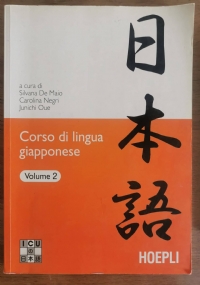 a cura di
Silvana De Maio
Carolina Negri
Junichi Oue
日本語
Corso di lingua
giapponese
Volume 2
ICU
HOEPLI